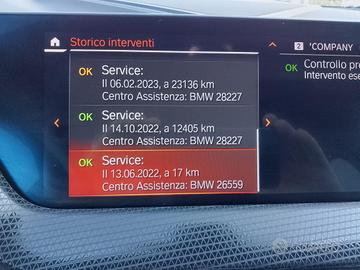 Storico interventi
OK Service:
Il 06.02.2023, a 23136 km
Centro Assistenza: BMW 28227
OK Service:
Il 14.10.2022, a 12405 km
Centro Assistenza: BMW 28227
OK Service:
Il 13.06.2022, a 17 km
Centro Assistenza: BMW 26559
2 'COMPANY
OK Controllo pre
Intervento ese